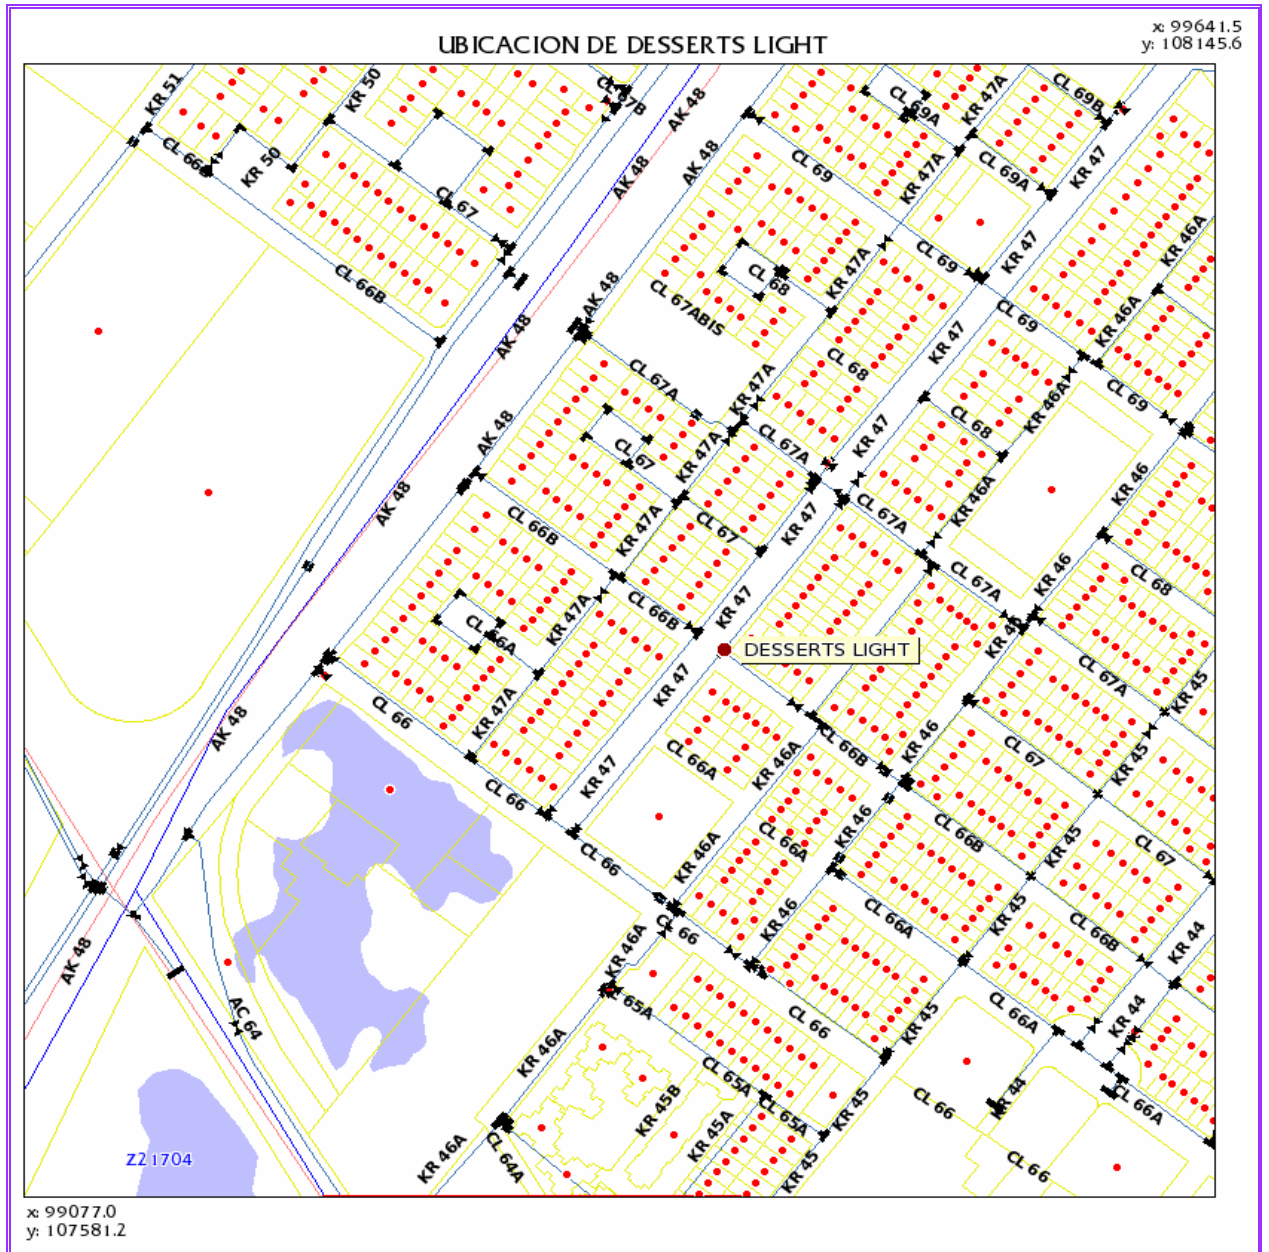 x: 99641.5
y: 108145.6
UBICACION DE DESSERTS LIGHT
KR 51
KR 50
AK 48
CL 69A
KR 47A
CL 69B
CL 66
KR 50
CL 67
AK 48
AK 48
CL 69
KR 47A
CL 69A
KR 47
CL 66B
AK 48
CL 67ABIS
CL 68
KR 47A
CL 69
KR 47
KR 46A
AK 48
CL 67A
KR 47A
CL 68
KR 47
CL 69
KR 46A
AK 48
CL 67
KR 47A
CL 67A
KR 47
CL 68
KR 46A
CL 69
AK 48
CL 66B
KR 47A
CL 67
KR 47
CL 67A
KR 46A
KR 46
CL 66A
KR 47A
CL 66B
KR 47
CL 67A
KR 46
CL 68
DESSERTS LIGHT
AK 48
CL 66
KR 47A
KR 47
KR 46
CL 67A
KR 45
CL 66
KR 47
CL 66A
KR 46A
CL 66B
KR 46
CL 67
KR 45
CL 66
KR 46A
CL 66A
KR 46
CL 66B
KR 45
CL 67
AK 48
AC 64
KR 46A
CL 66
KR 46
CL 66A
KR 45
CL 66B
KR 44
KR 46A
65A
CL 66
KR 45
CL 66A
KR 44
KR 46A
CL 64A
KR 45B
CL 65A
KR 45A
CL 65A
KR 45
KR 45
CL 66
KR 44
CL 66
CL 66A
Z21704
x: 99077.0
y: 107581.2